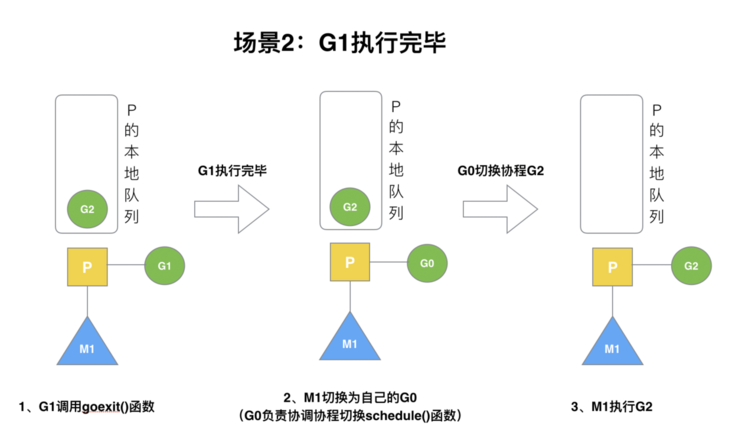 场景2：G1执行完毕
P的本地队列
G2
G1执行完毕
P
G1
M1
1、G1调用goexit()函数
P的本地队列
G2
G0切换协程G2
P
G0
M1
2、M1切换为自己的G0
（G0负责协调协程切换schedule()函数）
P的本地队列
P
G2
M1
3、M1执行G2